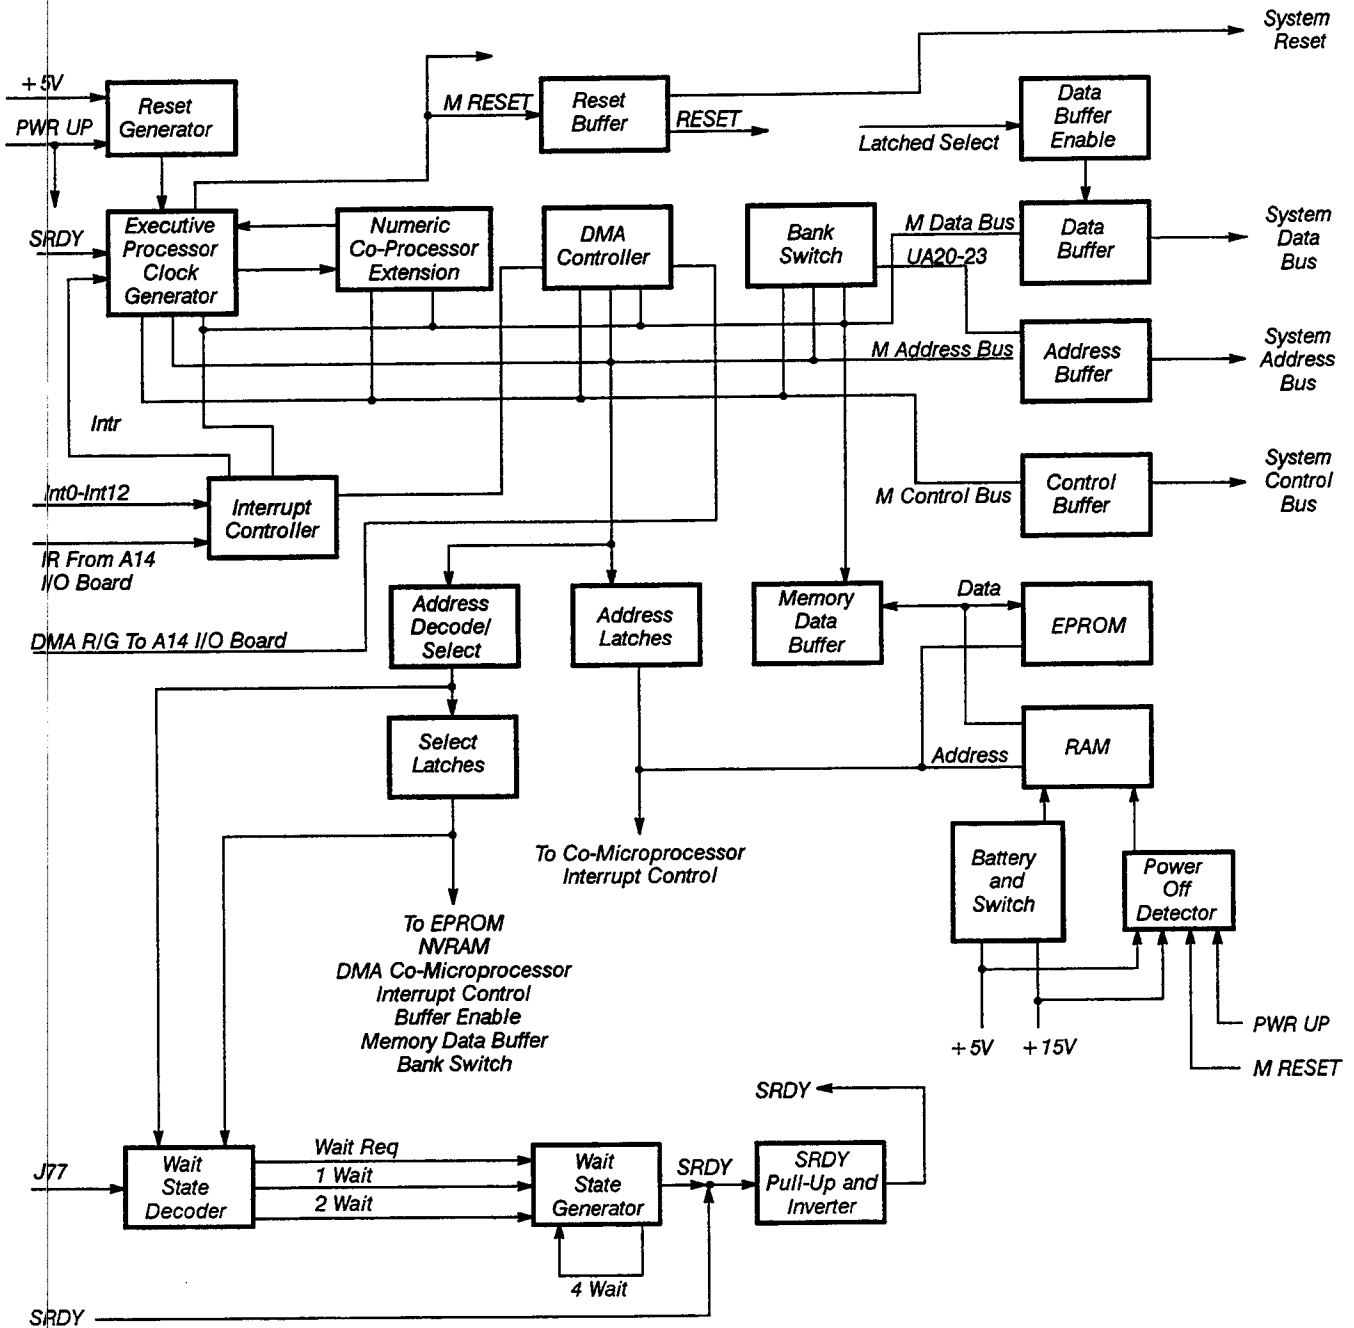 System
Reset
+5V
Reset
Generator
PWR UP
M RESET
Reset
Buffer
RESET
Data
Buffer
Enable
Latched Select
SRDY
Executive
Processor
Clock
Generator
Numeric
Co-Processor
Extension
DMA
Controller
Bank
Switch
M Data Bus
UA20-23
Data
Buffer
System
Data
Bus
M Address Bus
Address
Buffer
System
Address
Bus
Intr
Int0-Int12
Interrupt
Controller
IR From A14
I/O Board
M Control Bus
Control
Buffer
System
Control
Bus
DMA R/G To A14 I/O Board
Address
Decode/
Select
Address
Latches
Memory
Data
Buffer
Data
EPROM
Select
Latches
Address
RAM
To Co-Microprocessor
Interrupt Control
Battery
and
Switch
Power
Off
Detector
To EPROM
NVRAM
DMA Co-Microprocessor
Interrupt Control
Buffer Enable
Memory Data Buffer
Bank Switch
+5V
+15V
PWR UP
M RESET
SRDY
J77
Wait
State
Decoder
Wait Req
1 Wait
2 Wait
Wait
State
Generator
SRDY
SRDY
Pull-Up and
Inverter
4 Wait
SRDY